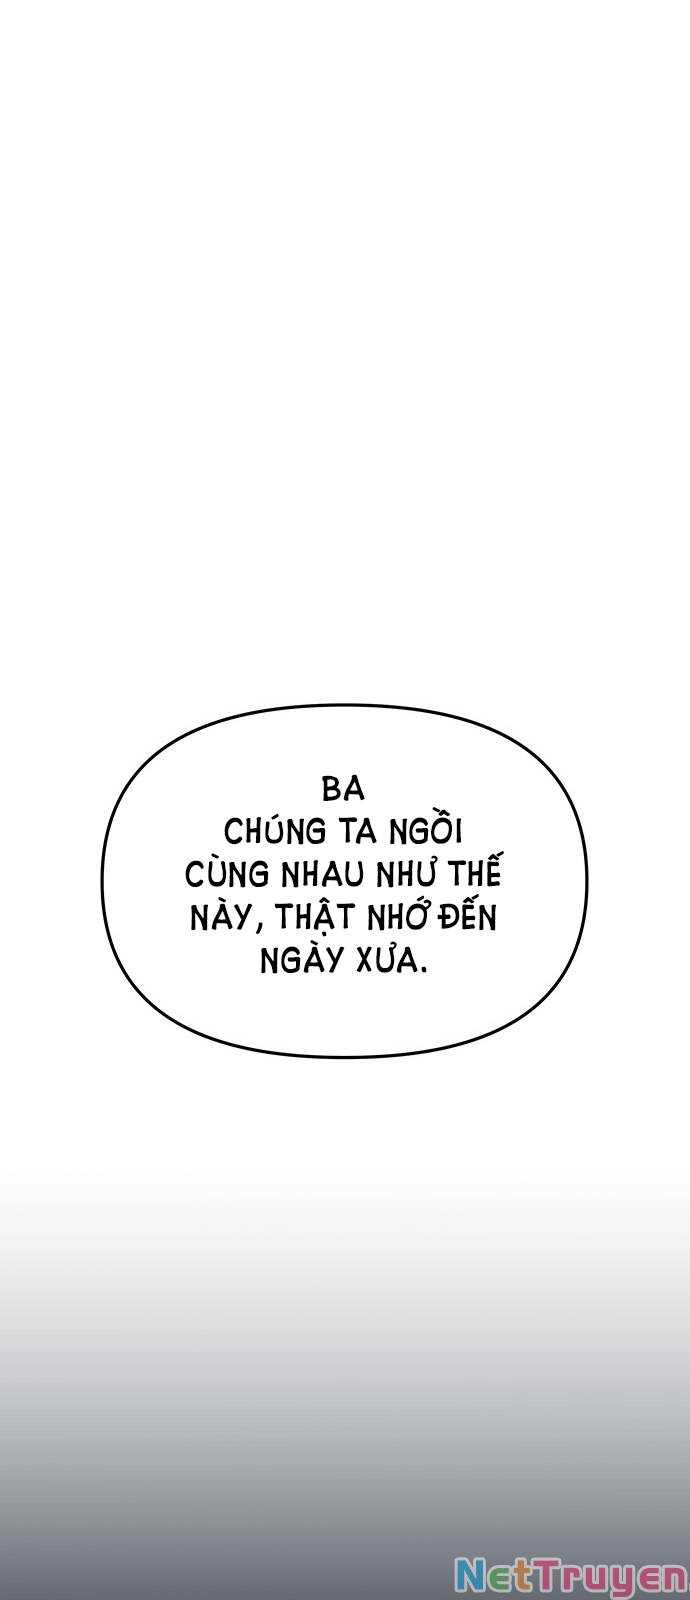 BA
CHÚNG TA NGỒI
CÙNG NHAU NHƯ THẾ
NÀY, THẬT NHỚ ĐẾN
NGÀY XƯA.
NetTruyen